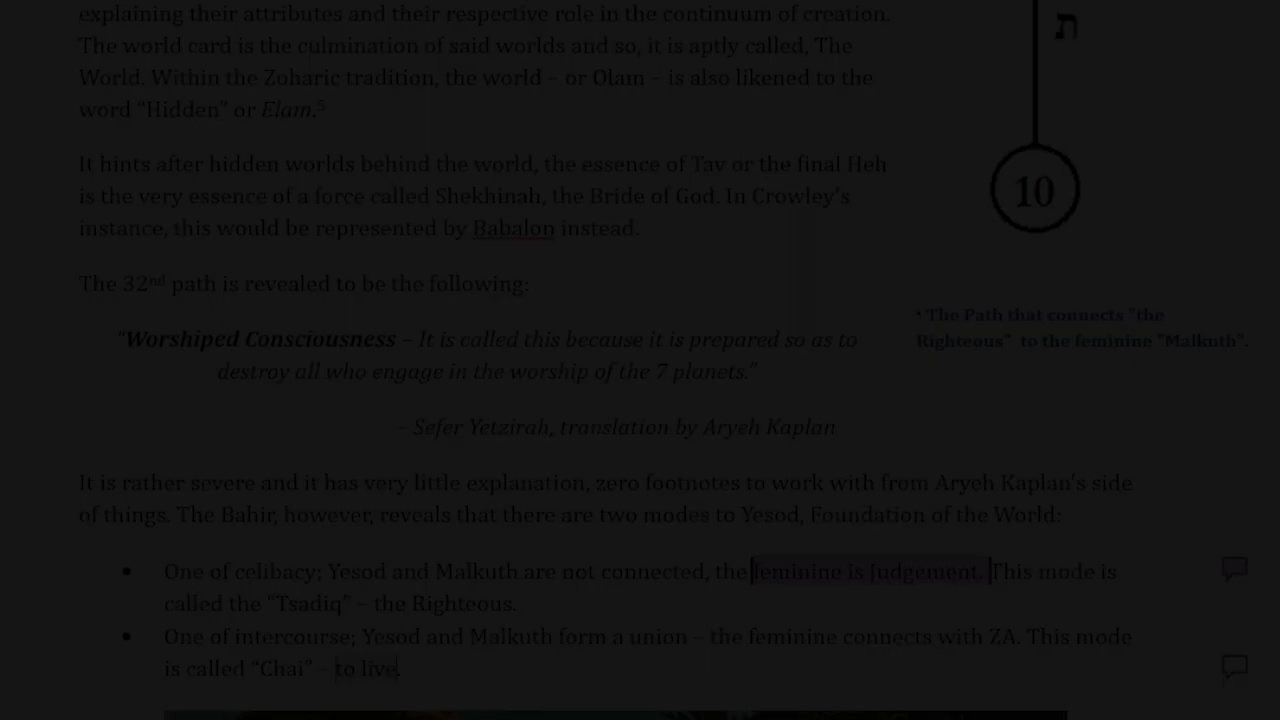 explaining their attributes and their respective role in the continuum of creation.
The world card is the culmination of said worlds and so, it is aptly called, The
World. Within the Zoharic tradition, the world – or Olam – is also likened to the
word “Hidden” or Elam.5
It hints after hidden worlds behind the world, the essence of Tav or the final Heh
is the very essence of a force called Shekhinah, the Bride of God. In Crowley’s
instance, this would be represented by Babalon instead.
The 32nd path is revealed to be the following:
“Worshiped Consciousness – It is called this because it is prepared so as to
destroy all who engage in the worship of the 7 planets.”
– Sefer Yetzirah, translation by Aryeh Kaplan
It is rather severe and it has very little explanation, zero footnotes to work with from Aryeh Kaplan’s side
of things. The Bahir, however, reveals that there are two modes to Yesod, Foundation of the World:
• One of celibacy; Yesod and Malkuth are not connected, the feminine is Judgement. This mode is
called the “Tsadiq” – the Righteous.
• One of intercourse; Yesod and Malkuth form a union – the feminine connects with ZA. This mode
is called “Chai” – to live.
ת
10
The Path that connects "the
Righteous" to the feminine "Malkuth".